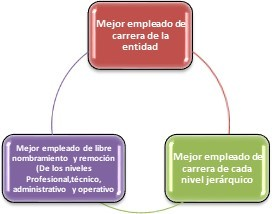 Mejor empleado de
carrera de la
entidad
Mejor empleado de libre
nombramiento y remoción
(De los niveles
Profesional,técnico,
administrativo y operativo
Mejor empleado de
carrera de cada
nivel jerárquico